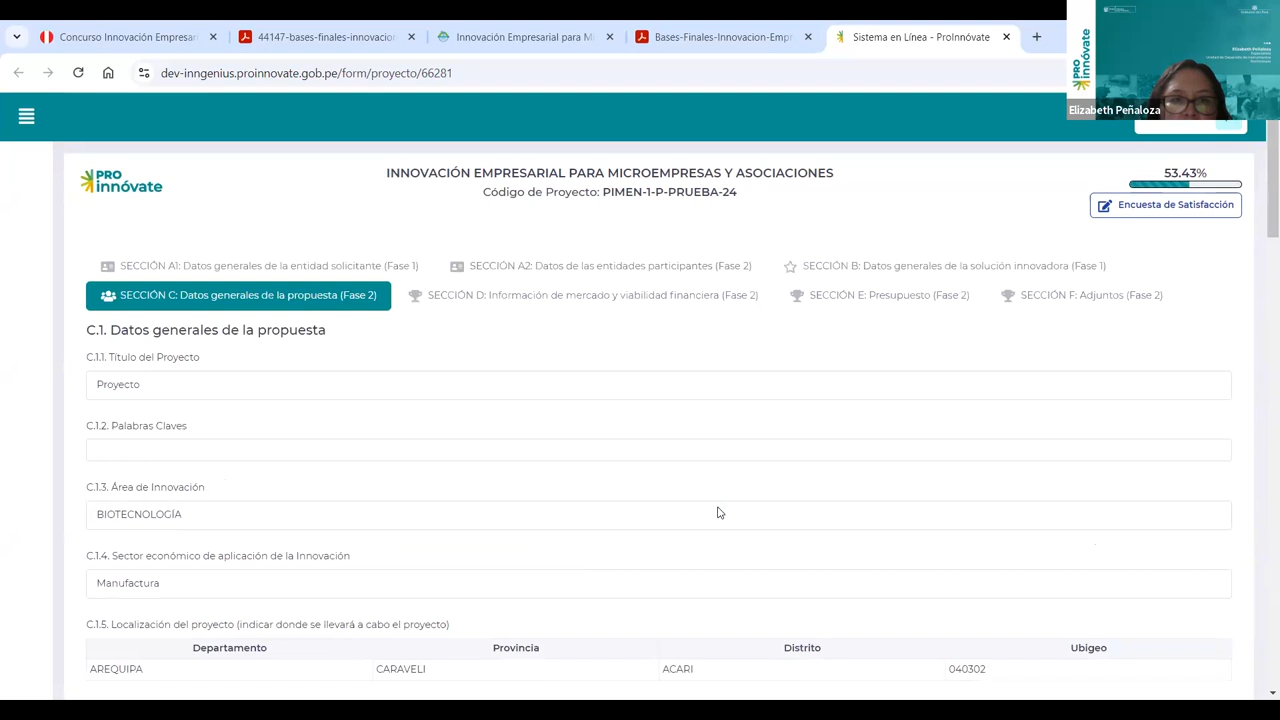 Concurso Innovación Empresar
44147-bases-finales-innovacion
Innovación Empresarial para Mi
Bases-Finales-Innovacion-Empr
Sistema en Línea - ProInnóvate
dev-inngenius.proinnovate.gob.pe/form/proyecto/66281
PRO innóvate
Elizabeth Peñaloza
Elizabeth Peñaloza
PRO innóvate
INNOVACIÓN EMPRESARIAL PARA MICROEMPRESAS Y ASOCIACIONES
Código de Proyecto: PIMEN-1-P-PRUEBA-24
53.43%
Encuesta de Satisfacción
SECCIÓN A1: Datos generales de la entidad solicitante (Fase 1)
SECCIÓN A2: Datos de las entidades participantes (Fase 2)
SECCIÓN B: Datos generales de la solución innovadora (Fase 1)
SECCIÓN C: Datos generales de la propuesta (Fase 2)
SECCIÓN D: Información de mercado y viabilidad financiera (Fase 2)
SECCIÓN E: Presupuesto (Fase 2)
SECCIÓN F: Adjuntos (Fase 2)
C.1. Datos generales de la propuesta
C.1.1. Título del Proyecto
Proyecto
C.1.2. Palabras Claves
C.1.3. Área de Innovación
BIOTECNOLOGÍA
C.1.4. Sector económico de aplicación de la Innovación
Manufactura
C.1.5. Localización del proyecto (indicar donde se llevará a cabo el proyecto)
Departamento Provincia Distrito Ubigeo
AREQUIPA CARAVELI ACARI 040302